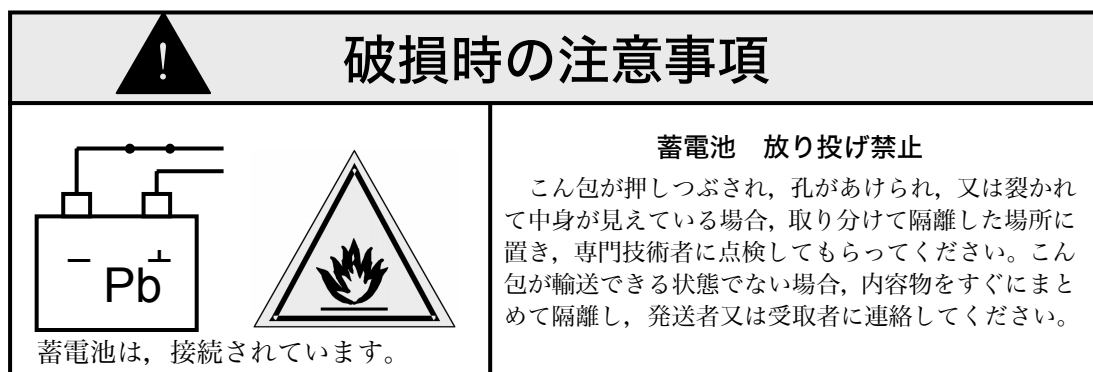 !
破損時の注意事項
− +
Pb
蓄電池は，接続されています。
蓄電池　放り投げ禁止
　こん包が押しつぶされ，孔があけられ，又は裂かれ
て中身が見えている場合，取り分けて隔離した場所に
置き，専門技術者に点検してもらってください。こん
包が輸送できる状態でない場合，内容物をすぐにまと
めて隔離し，発送者又は受取者に連絡してください。